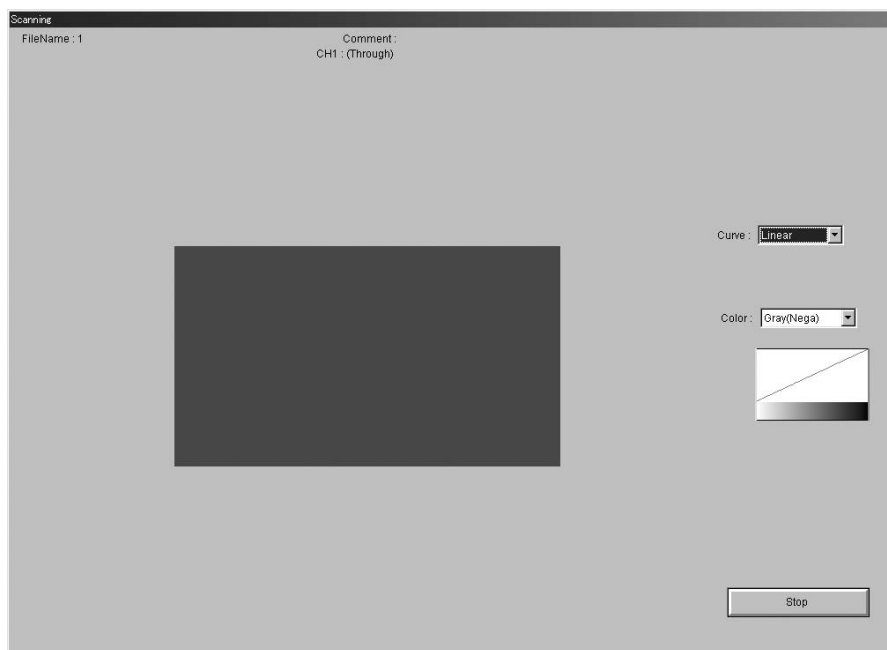 Scanning
FileName : 1
Comment :
CH1 : (Through)
Curve : Linear
Color : Gray(Nega)
Stop